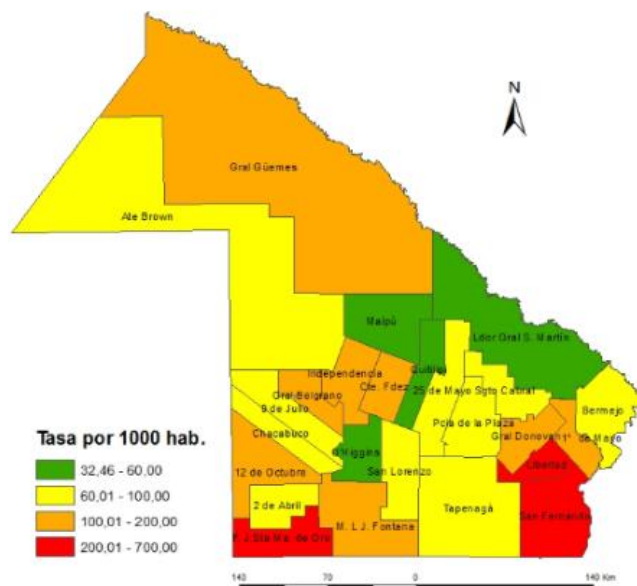 N
Gral Güemes
Ate Brown
Maipú
Ldor Gral S. Martín
Quitilipi
Independencia
Cte. Fdez
25 de Mayo
Sgto Cabral
Gral Belgrano
9 de Julio
Bermejo
Pcia de la Plaza
Chacabuco
Gral Donovan
1º de Mayo
O'Higgins
Libertad
12 de Octubre
San Lorenzo
2 de Abril
Tapenagá
San Fernando
M. L J. Fontana
F. J. Sta Ma. de Oro
Tasa por 1000 hab.
32,46 - 60,00
60,01 - 100,00
100,01 - 200,00
200,01 - 700,00
140 70 0 140 Km